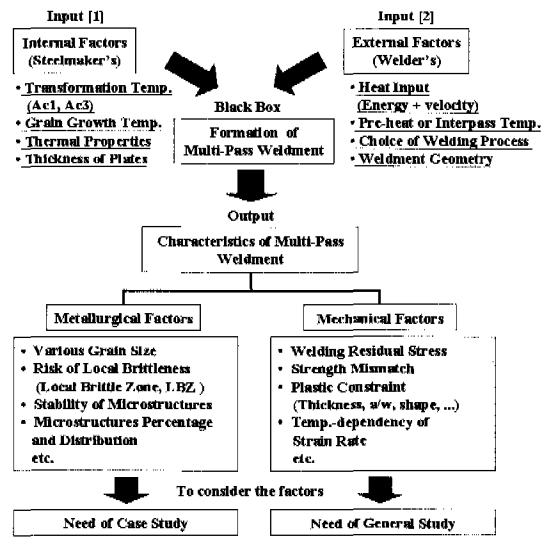 Input [1]
Internal Factors
(Steelmaker's)
• Transformation Temp.
(Ac1, Ac3)
• Grain Growth Temp.
• Thermal Properties
• Thickness of Plates
Input [2]
External Factors
(Welder's)
• Heat Input
(Energy + velocity)
• Pre-heat or Interpass Temp.
• Choice of Welding Process
• Weldment Geometry
Black Box
Formation of
Multi-Pass Weldment
Output
Characteristics of Multi-Pass
Weldment
Metallurgical Factors
• Various Grain Size
• Risk of Local Brittleness
(Local Brittle Zone, LBZ )
• Stability of Microstructures
• Microstructures Percentage
and Distribution
etc.
Mechanical Factors
• Welding Residual Stress
• Strength Mismatch
• Plastic Constraint
(Thickness, a/w, shape, ...)
• Temp.-dependency of
Strain Rate
etc.
To consider the factors
Need of Case Study
Need of General Study